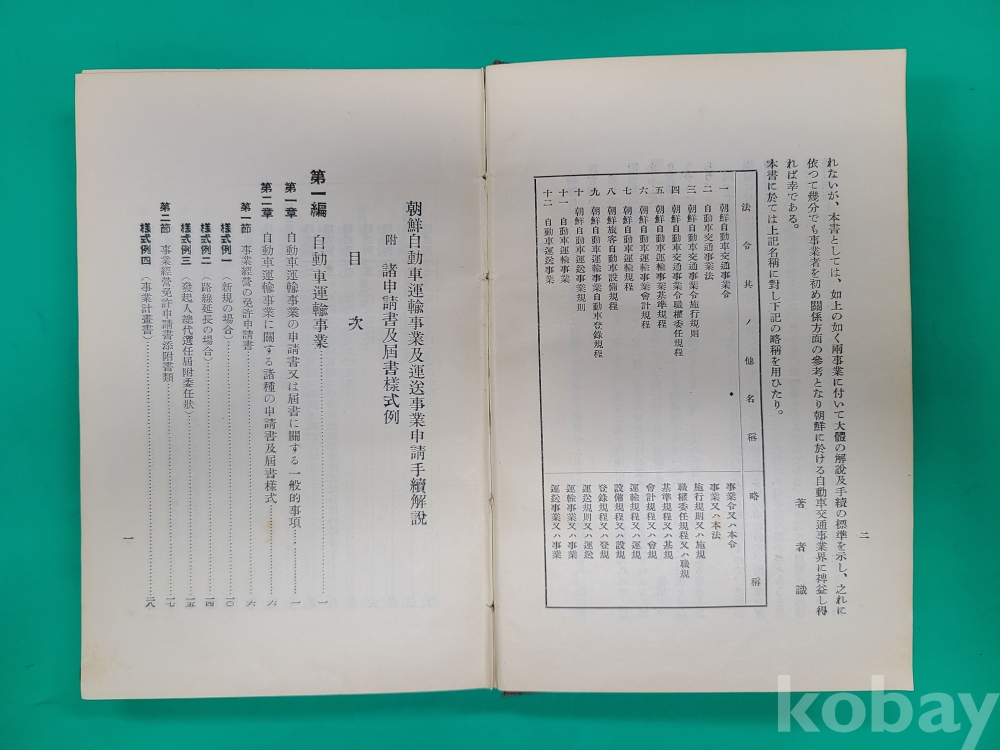 れないが、本書としては、如上の如く兩事業に付いて大體の解說及手續の標準を示し、之れに
依つて幾分でも事業者を初め關係方面の參考となり朝鮮に於ける自動車交通事業界に裨益し得
れば幸である。
著者識
本書に於ては上記名稱に對し下記の略稱を用ひたり。
二
法令其ノ他名稱
略稱
一 朝鮮自動車交通事業令
事業令又ハ本令
二 自動車交通事業法
事業又ハ本法
三 朝鮮自動車交通事業令施行規則
施行規則又ハ施規
四 朝鮮自動車交通事業令職權委任規程
職權委任規程又ハ職規
五 朝鮮自動車運輸事業基準規程
基準規程又ハ基規
六 朝鮮自動車運輸事業會計規程
會計規程又ハ會規
七 朝鮮自動車運輸規程
運輸規程又ハ運規
八 朝鮮旅客自動車設備規程
設備規程又ハ設規
九 朝鮮自動車運輸事業自動車登錄規程
登錄規程又ハ登規
十 朝鮮自動車運送事業規則
運送規則又ハ運送
十一 自動車運輸事業
運輸事業又ハ事業
十二 自動車運送事業
運送事業又ハ事業
朝鮮自動車運輸事業及運送事業申請手續解說
附 諸申請書及屆書樣式例
目次
第一編 自動車運輸事業 一
第一章 自動車運輸事業の申請書又は屆書に關する一般的事項 一
第二章 自動車運輸事業に關する諸種の申請書及屆書樣式 六
第一節 事業經營の免許申請書 六
樣式例一 (新規の場合) 一〇
樣式例二 (路線延長の場合) 一四
樣式例三 (發起人總代選任屆附委任狀) 一五
第二節 事業經營免許申請書添附書類 一七
樣式例四 (事業計畫書) 一八
一
kobay